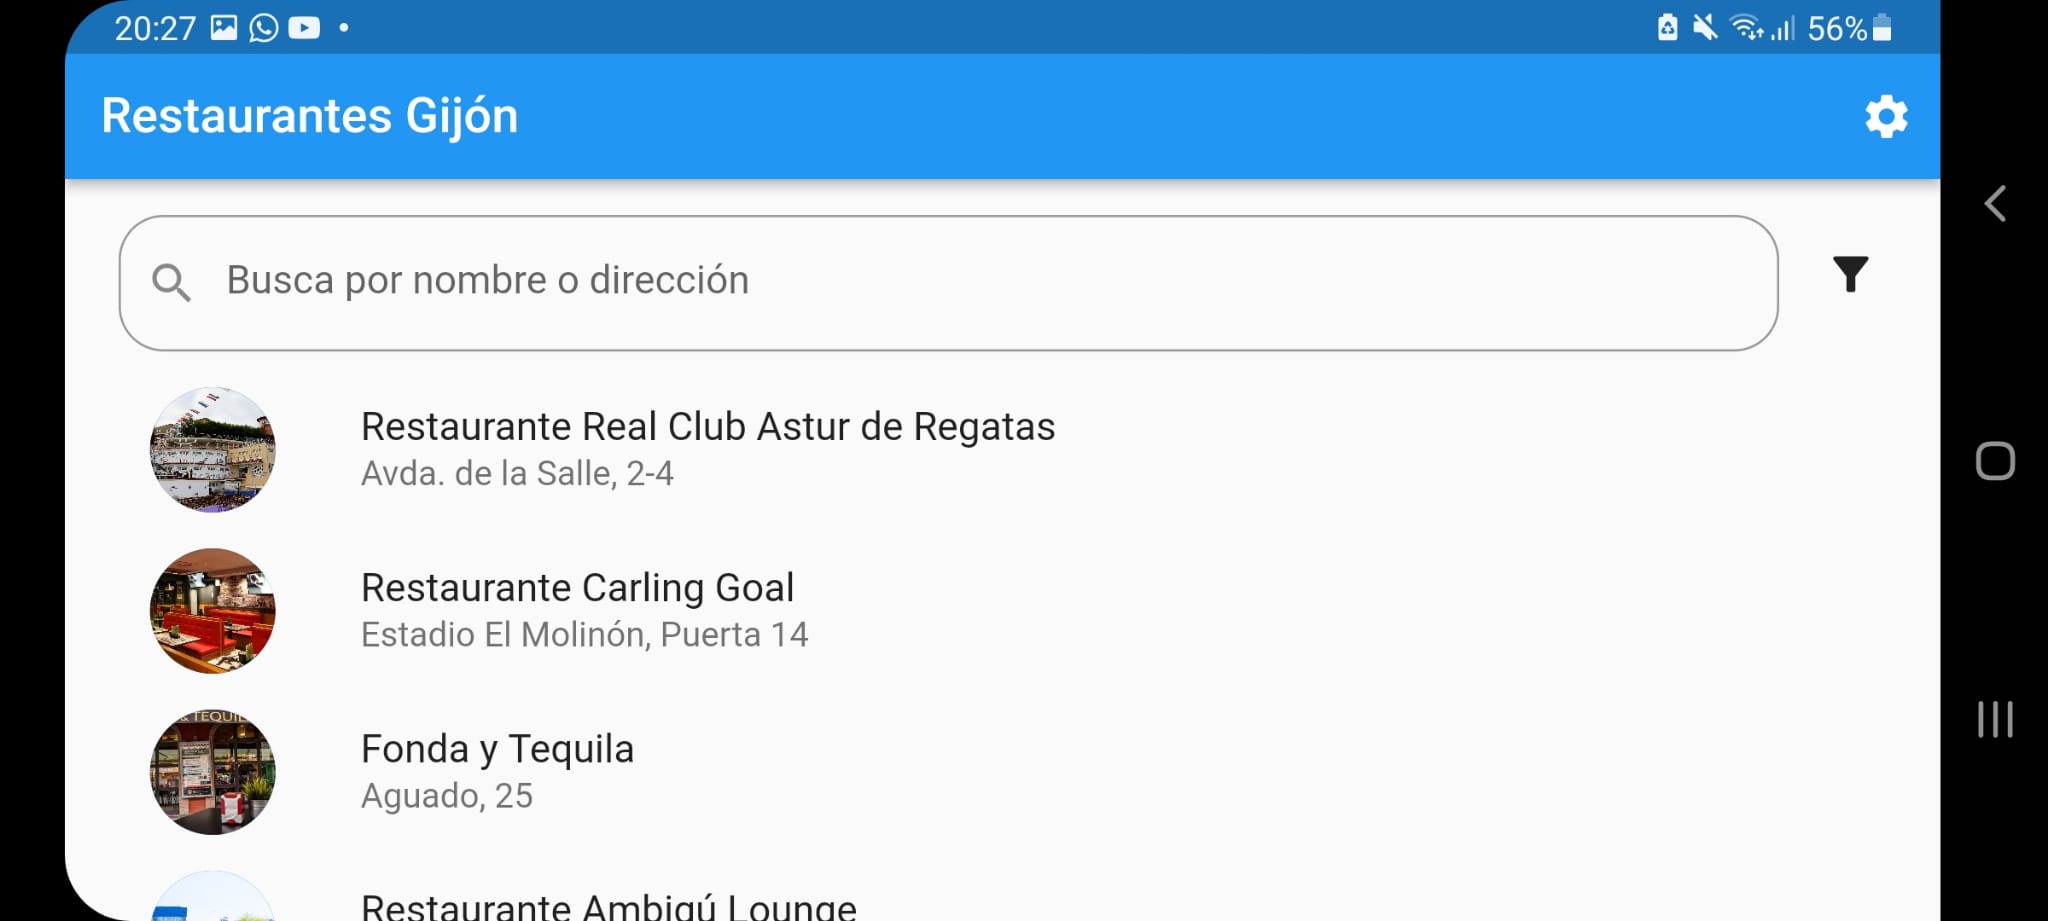 20:27
56%
Restaurantes Gijón
Busca por nombre o dirección
Restaurante Real Club Astur de Regatas
Avda. de la Salle, 2-4
Restaurante Carling Goal
Estadio El Molinón, Puerta 14
& TEQUI
Fonda y Tequila
Aguado, 25
Restaurante Ambigú Lounge